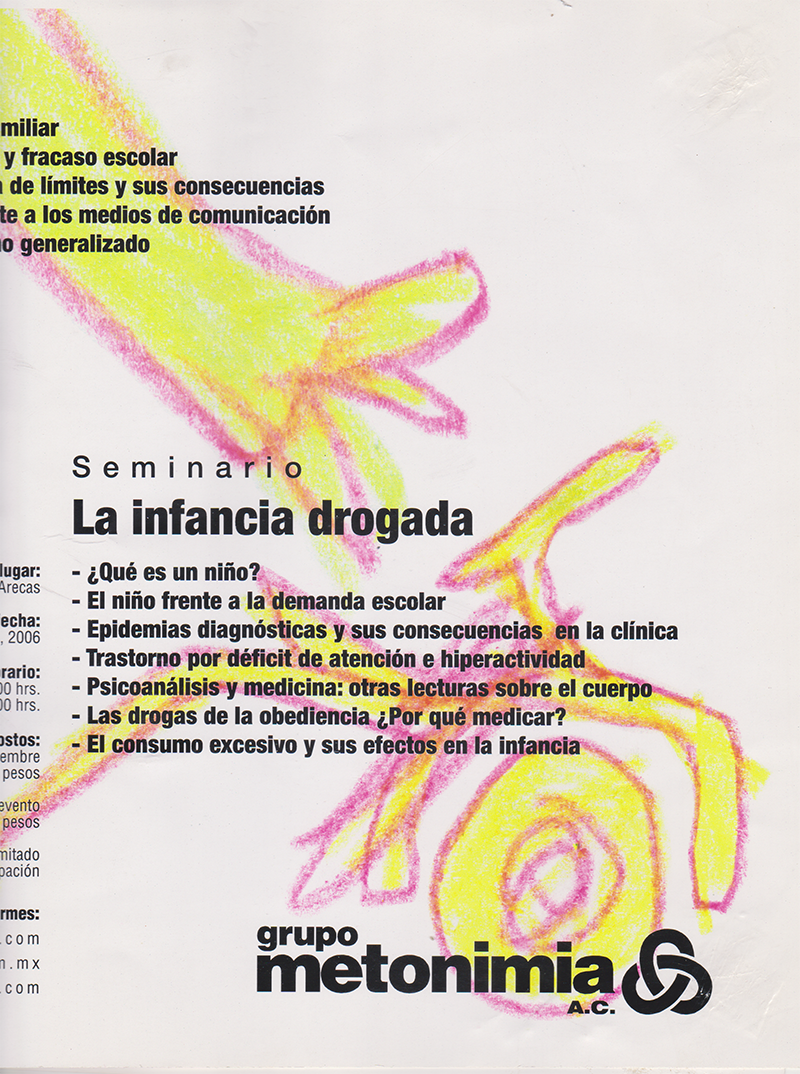 miliar
y fracaso escolar
de límites y sus consecuencias
te a los medios de comunicación
o generalizado
Seminario
La infancia drogada
- ¿Qué es un niño?
- El niño frente a la demanda escolar
- Epidemias diagnósticas y sus consecuencias en la clínica
- Trastorno por déficit de atención e hiperactividad
- Psicoanálisis y medicina: otras lecturas sobre el cuerpo
- Las drogas de la obediencia ¿Por qué medicar?
- El consumo excesivo y sus efectos en la infancia
lugar:
Arecas
echa:
, 2006
rario:
00 hrs.
00 hrs.
ostos:
embre
pesos
evento
pesos
mitado
pación
rmes:
.com
n.mx
.com
grupo
metonimia
A.C.